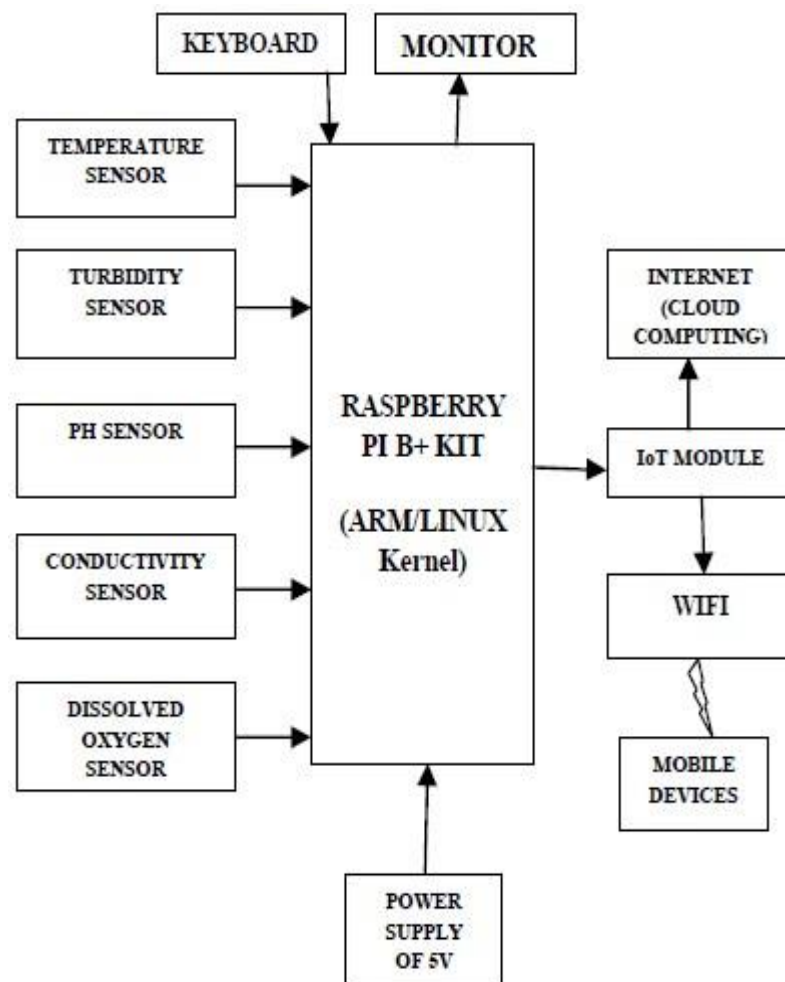 KEYBOARD
MONITOR
TEMPERATURE
SENSOR
TURBIDITY
SENSOR
PH SENSOR
CONDUCTIVITY
SENSOR
DISSOLVED
OXYGEN
SENSOR
RASPBERRY
PI B+ KIT
(ARM/LINUX
Kernel)
INTERNET
(CLOUD
COMPUTING)
IoT MODULE
WIFI
MOBILE
DEVICES
POWER
SUPPLY
OF 5V